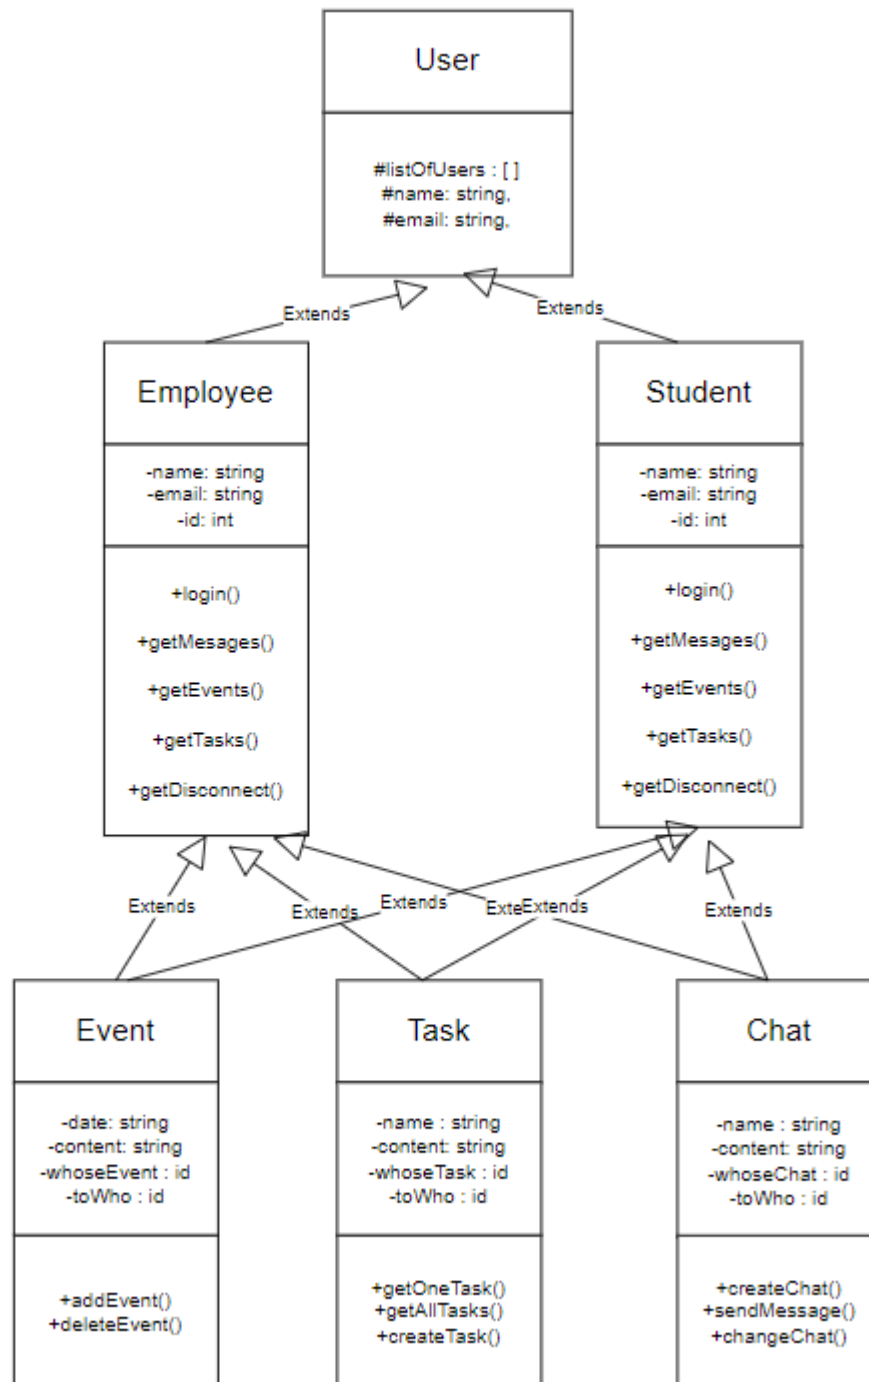 User
#listOfUsers : [ ]
#name: string,
#email: string,
Extends
Extends
Employee
-name: string
-email: string
-id: int
+login()
+getMesages()
+getEvents()
+getTasks()
+getDisconnect()
Student
-name: string
-email: string
-id: int
+login()
+getMesages()
+getEvents()
+getTasks()
+getDisconnect()
Extends
Extends
Extends
Exte
Extends
Extends
Event
-date: string
-content: string
-whoseEvent : id
-toWho : id
+addEvent()
+deleteEvent()
Task
-name : string
-content: string
-whoseTask : id
-toWho : id
+getOneTask()
+getAllTasks()
+createTask()
Chat
-name : string
-content: string
-whoseChat : id
-toWho : id
+createChat()
+sendMessage()
+changeChat()